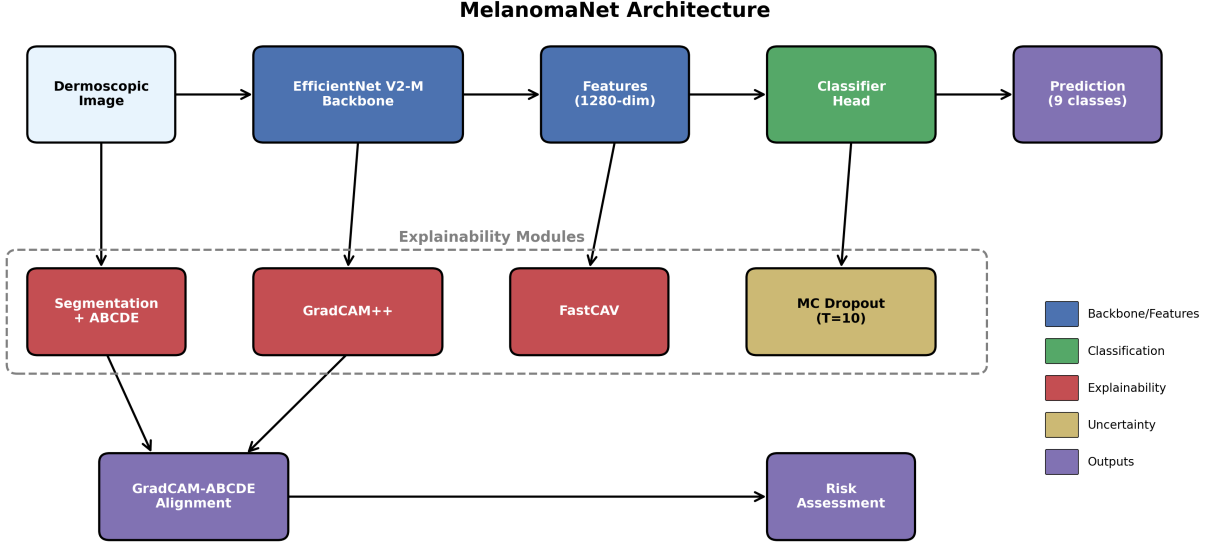 MelanomaNet Architecture
Dermoscopic
Image
EfficientNet V2-M
Backbone
Features
(1280-dim)
Classifier
Head
Prediction
(9 classes)
Explainability Modules
Segmentation
+ ABCDE
GradCAM++
FastCAV
MC Dropout
(T=10)
Backbone/Features
Classification
Explainability
Uncertainty
Outputs
GradCAM-ABCDE
Alignment
Risk
Assessment